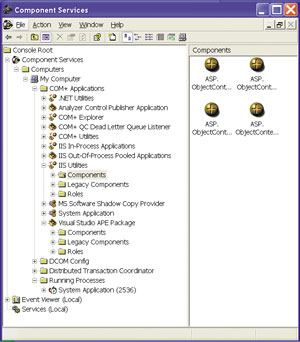 Component Services
File Action View Window Help
Console Root
Component Services
Computers
My Computer
COM+ Applications
.NET Utilities
Analyzer Control Publisher Application
COM+ Explorer
COM+ QC Dead Letter Queue Listener
COM+ Utilities
IIS In-Process Applications
IIS Out-Of-Process Pooled Applications
IIS Utilities
Components
Legacy Components
Roles
MS Software Shadow Copy Provider
System Application
Visual Studio APE Package
Components
Legacy Components
Roles
DCOM Config
Distributed Transaction Coordinator
Running Processes
System Application (2536)
Event Viewer (Local)
Services (Local)
Components
ASP. ASP.
ObjectCont... ObjectCont...
ASP. ASP.
ObjectCont... ObjectConte...